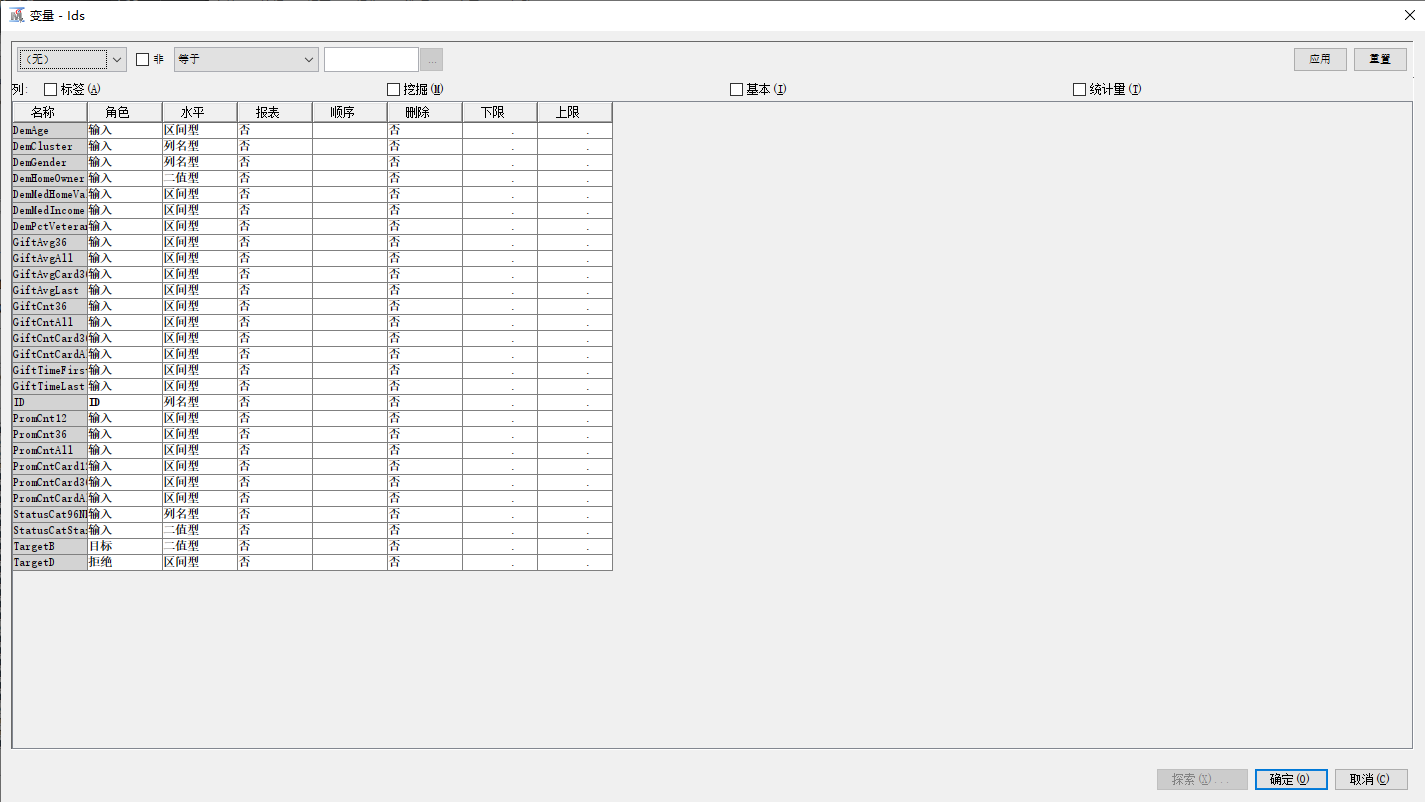 变量 - Ids
(无) 非 等于 ... 应用 重置
列: 标签(A) 挖掘(M) 基本(I) 统计量(T)
名称 角色 水平 报表 顺序 删除 下限 上限
DemAge 输入 区间型 否 否 . .
DemCluster 输入 列名型 否 否 . .
DemGender 输入 列名型 否 否 . .
DemHomeOwner 输入 二值型 否 否 . .
DemMedHomeVa 输入 区间型 否 否 . .
DemMedIncome 输入 区间型 否 否 . .
DemPctVeteran 输入 区间型 否 否 . .
GiftAvg36 输入 区间型 否 否 . .
GiftAvgAll 输入 区间型 否 否 . .
GiftAvgCard36 输入 区间型 否 否 . .
GiftAvgLast 输入 区间型 否 否 . .
GiftCnt36 输入 区间型 否 否 . .
GiftCntAll 输入 区间型 否 否 . .
GiftCntCard36 输入 区间型 否 否 . .
GiftCntCardA 输入 区间型 否 否 . .
GiftTimeFirst 输入 区间型 否 否 . .
GiftTimeLast 输入 区间型 否 否 . .
ID ID 列名型 否 否 . .
PromCnt12 输入 区间型 否 否 . .
PromCnt36 输入 区间型 否 否 . .
PromCntAll 输入 区间型 否 否 . .
PromCntCard12 输入 区间型 否 否 . .
PromCntCard36 输入 区间型 否 否 . .
PromCntCardA 输入 区间型 否 否 . .
StatusCat96NK 输入 列名型 否 否 . .
StatusCatStar 输入 二值型 否 否 . .
TargetB 目标 二值型 否 否 . .
TargetD 拒绝 区间型 否 否 . .
探索(X)... 确定(O) 取消(C)